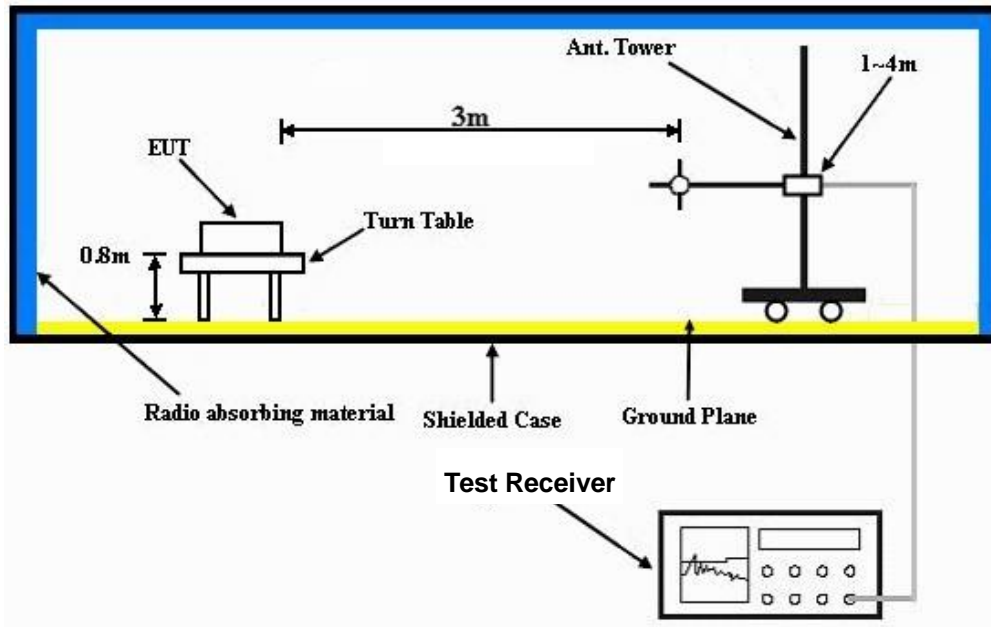 Ant. Tower
1~4m
3m
EUT
Turn Table
0.8m
Radio absorbing material
Shielded Case
Ground Plane
Test Receiver